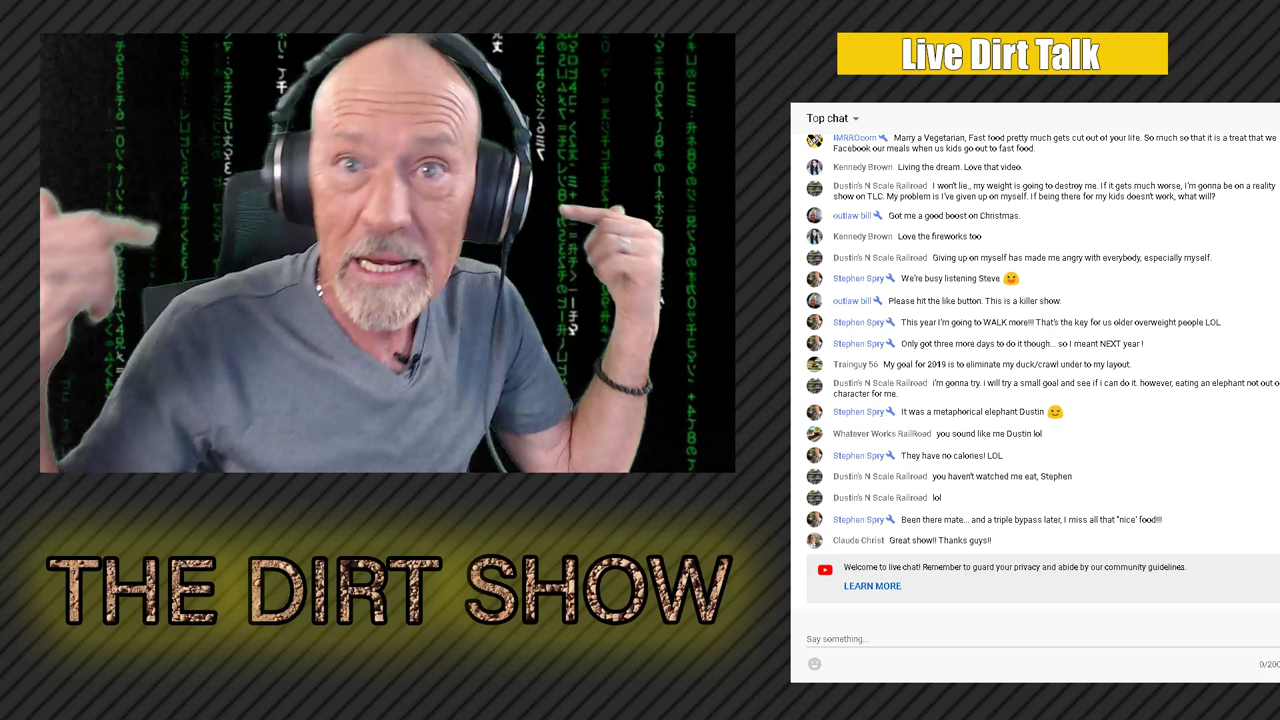 Live Dirt Talk
Top chat
IMRROcom Marry a Vegetarian, Fast food pretty much gets cut out of your life. So much so that it is a treat that we
Facebook our meals when us kids go out to fast food.
Kennedy Brown Living the dream. Love that video.
Dustin's N Scale Railroad I won't lie., my weight is going to destroy me. If it gets much worse, I'm gonna be on a reality
show on TLC. My problem is I've given up on myself. If being there for my kids doesn't work, what will?
outlaw bill Got me a good boost on Christmas.
Kennedy Brown Love the fireworks too
Dustin's N Scale Railroad Giving up on myself has made me angry with everybody, especially myself.
Stephen Spry We're busy listening Steve
outlaw bill Please hit the like button. This is a killer show.
Stephen Spry This year I'm going to WALK more!!! That's the key for us older overweight people LOL
Stephen Spry Only got three more days to do it though... so I meant NEXT year !
Trainguy 56 My goal for 2019 is to eliminate my duck/crawl under to my layout.
Dustin's N Scale Railroad i'm gonna try. i will try a small goal and see if i can do it. however, eating an elephant not out o
character for me.
Stephen Spry It was a metaphorical elephant Dustin
Whatever Works RailRoad you sound like me Dustin lol
Stephen Spry They have no calories! LOL
Dustin's N Scale Railroad you haven't watched me eat, Stephen
Dustin's N Scale Railroad lol
Stephen Spry Been there mate... and a triple bypass later, I miss all that "nice' food!!!
Claude Christ Great show!! Thanks guys!!
Welcome to live chat! Remember to guard your privacy and abide by our community guidelines.
LEARN MORE
Say something...
0/200
THE DIRT SHOW